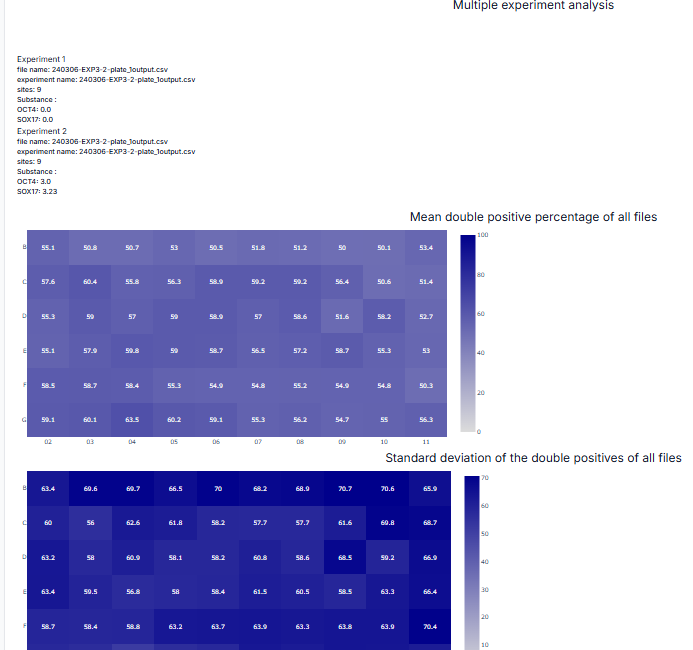 Multiple experiment analysis
Experiment 1
file name: 240306-EXP3-2-plate_1output.csv
experiment name: 240306-EXP3-2-plate_1output.csv
sites: 9
Substance :
OCT4: 0.0
SOX17: 0.0
Experiment 2
file name: 240306-EXP3-2-plate_1output.csv
experiment name: 240306-EXP3-2-plate_1output.csv
sites: 9
Substance :
OCT4: 3.0
SOX17: 3.23
Mean double positive percentage of all files
B 55.1 50.8 50.7 53 50.5 51.8 51.2 50 50.1 53.4
C 57.6 60.4 55.8 56.3 58.9 59.2 59.2 56.4 50.6 51.4
D 55.3 59 57 59 58.9 57 58.6 51.6 58.2 52.7
E 55.1 57.9 59.8 59 58.7 56.5 57.2 58.7 55.3 53
F 58.5 58.7 58.4 55.3 54.9 54.8 55.2 54.9 54.8 50.3
G 59.1 60.1 63.5 60.2 59.1 55.3 56.2 54.7 55 56.3
02 03 04 05 06 07 08 09 10 11
100
80
60
40
20
0
Standard deviation of the double positives of all files
B 63.4 69.6 69.7 66.5 70 68.2 68.9 70.7 70.6 65.9
C 60 56 62.6 61.8 58.2 57.7 57.7 61.6 69.8 68.7
D 63.2 58 60.9 58.1 58.2 60.8 58.6 68.5 59.2 66.9
E 63.4 59.5 56.8 58 58.4 61.5 60.5 58.5 63.3 66.4
F 58.7 58.4 58.8 63.2 63.7 63.9 63.3 63.8 63.9 70.4
70
60
50
40
30
20
10